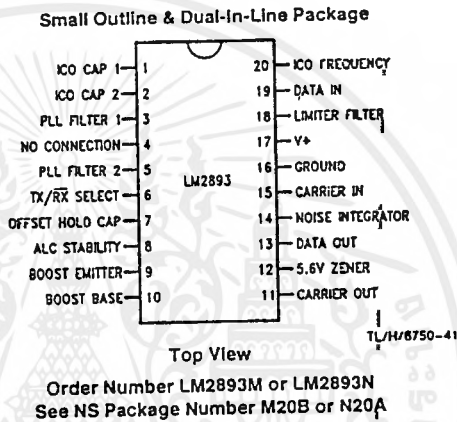 Small Outline & Dual-In-Line Package
ICO CAP 1 1
ICO CAP 2 2
PLL FILTER 1 3
NO CONNECTION 4
PLL FILTER 2 5
TX/R̅X̅ SELECT 6
OFFSET HOLD CAP 7
ALC STABILITY 8
BOOST EMITTER 9
BOOST BASE 10
LM2893
20 ICO FREQUENCY
19 DATA IN
18 LIMITER FILTER
17 V+
16 GROUND
15 CARRIER IN
14 NOISE INTEGRATOR
13 DATA OUT
12 5.6V ZENER
11 CARRIER OUT
TL/H/6750-41
Top View
Order Number LM2893M or LM2893N
See NS Package Number M20B or N20A